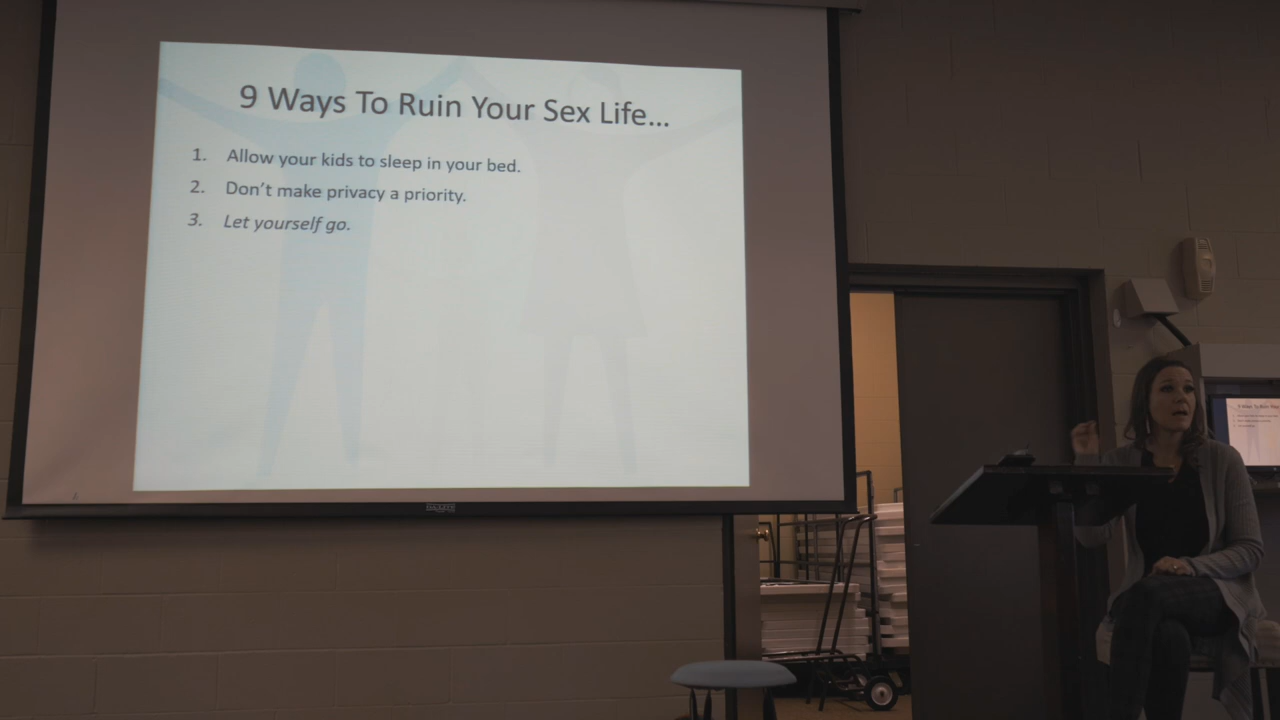 9 Ways To Ruin Your Sex Life...
1. Allow your kids to sleep in your bed.
2. Don't make privacy a priority.
3. Let yourself go.